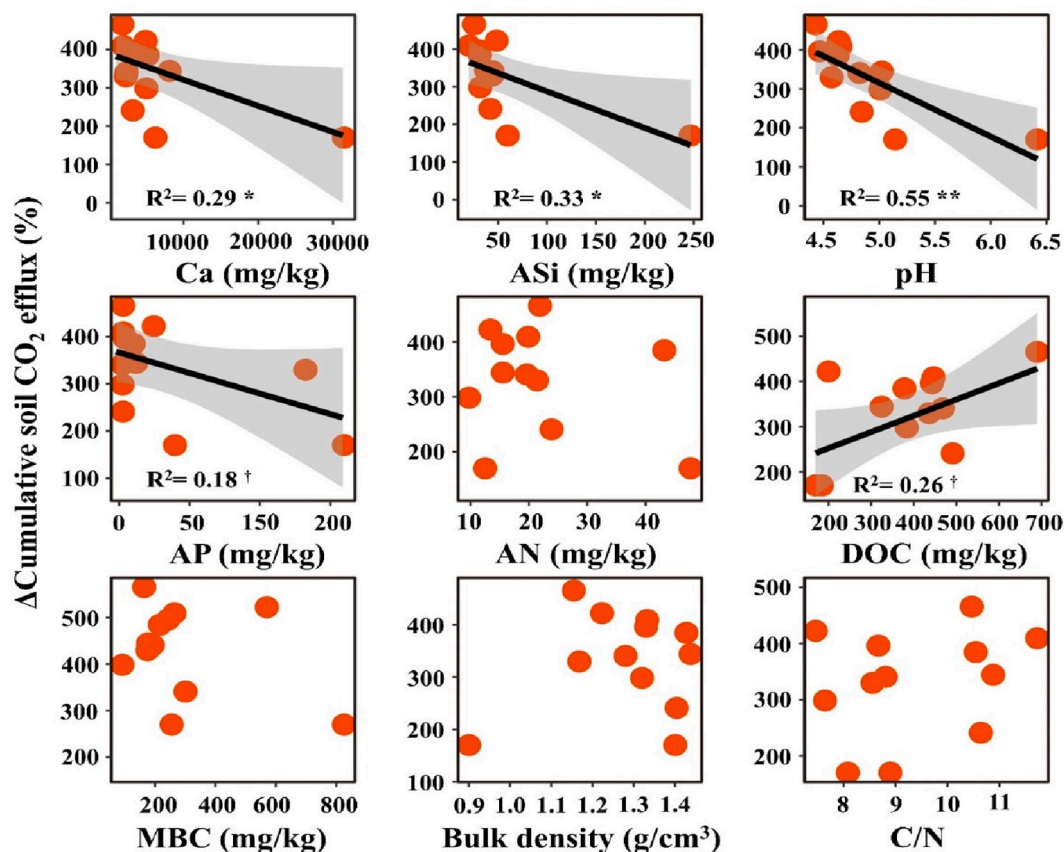 ΔCumulative soil CO₂ efflux (%)
400
300
200
100
0
R²= 0.29 *
10000 20000 30000
Ca (mg/kg)
400
300
200
100
0
R²= 0.33 *
50 100 150 200 250
ASi (mg/kg)
400
300
200
100
0
R²= 0.55 **
4.5 5.0 5.5 6.0 6.5
pH
400
300
200
100
R²= 0.18 †
0 50 150 200
AP (mg/kg)
400
300
200
10 20 30 40
AN (mg/kg)
500
400
300
200
R²= 0.26 †
200 300 400 500 600 700
DOC (mg/kg)
500
400
300
200
200 400 600 800
MBC (mg/kg)
400
300
200
100
0.9 1.0 1.1 1.2 1.3 1.4
Bulk density (g/cm³)
500
400
300
200
8 9 10 11
C/N